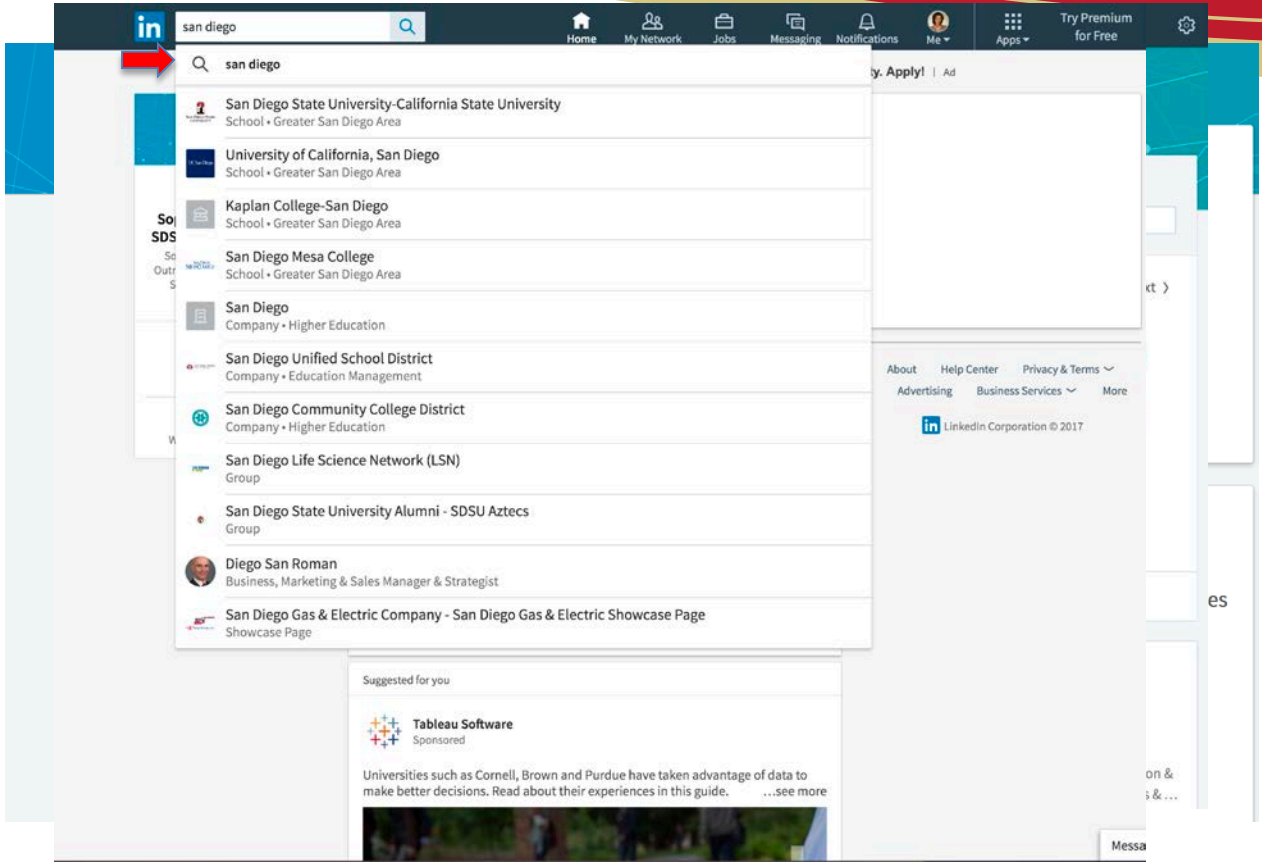 in
san diego
Home
My Network
Jobs
Messaging
Notifications
Me
Apps
Try Premium
for Free
san diego
ty. Apply! | Ad
San Diego State University-California State University
School • Greater San Diego Area
University of California, San Diego
School • Greater San Diego Area
Kaplan College-San Diego
School • Greater San Diego Area
San Diego Mesa College
School • Greater San Diego Area
San Diego
Company • Higher Education
San Diego Unified School District
Company • Education Management
San Diego Community College District
Company • Higher Education
San Diego Life Science Network (LSN)
Group
San Diego State University Alumni - SDSU Aztecs
Group
Diego San Roman
Business, Marketing & Sales Manager & Strategist
San Diego Gas & Electric Company - San Diego Gas & Electric Showcase Page
Showcase Page
SDS
Outr
xt
About Help Center Privacy & Terms
Advertising Business Services More
in LinkedIn Corporation © 2017
es
Suggested for you
Tableau Software
Sponsored
Universities such as Cornell, Brown and Purdue have taken advantage of data to
make better decisions. Read about their experiences in this guide. ...see more
on &
s & ...
Messa